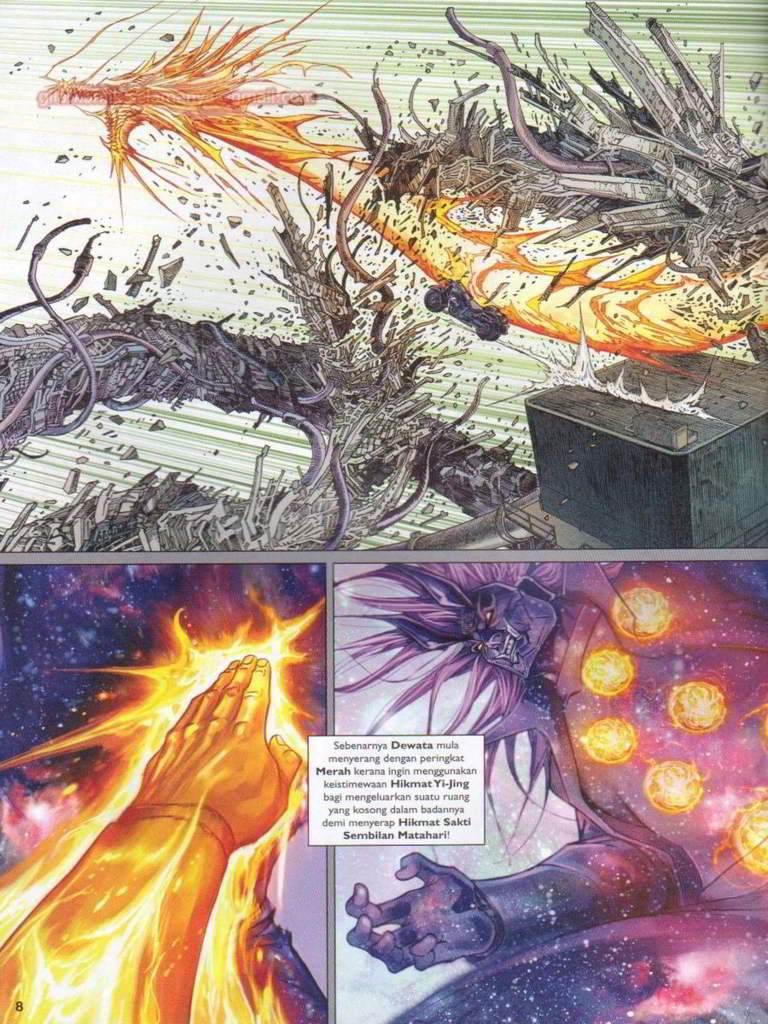 Sebenarnya Dewata mula
menyerang dengan peringkat
Merah kerana ingin menggunakan
keistimewaan Hikmat Yi-Jing
bagi mengeluarkan suatu ruang
yang kosong dalam badannya
demi menyerap Hikmat Sakti
Sembilan Matahari!
8